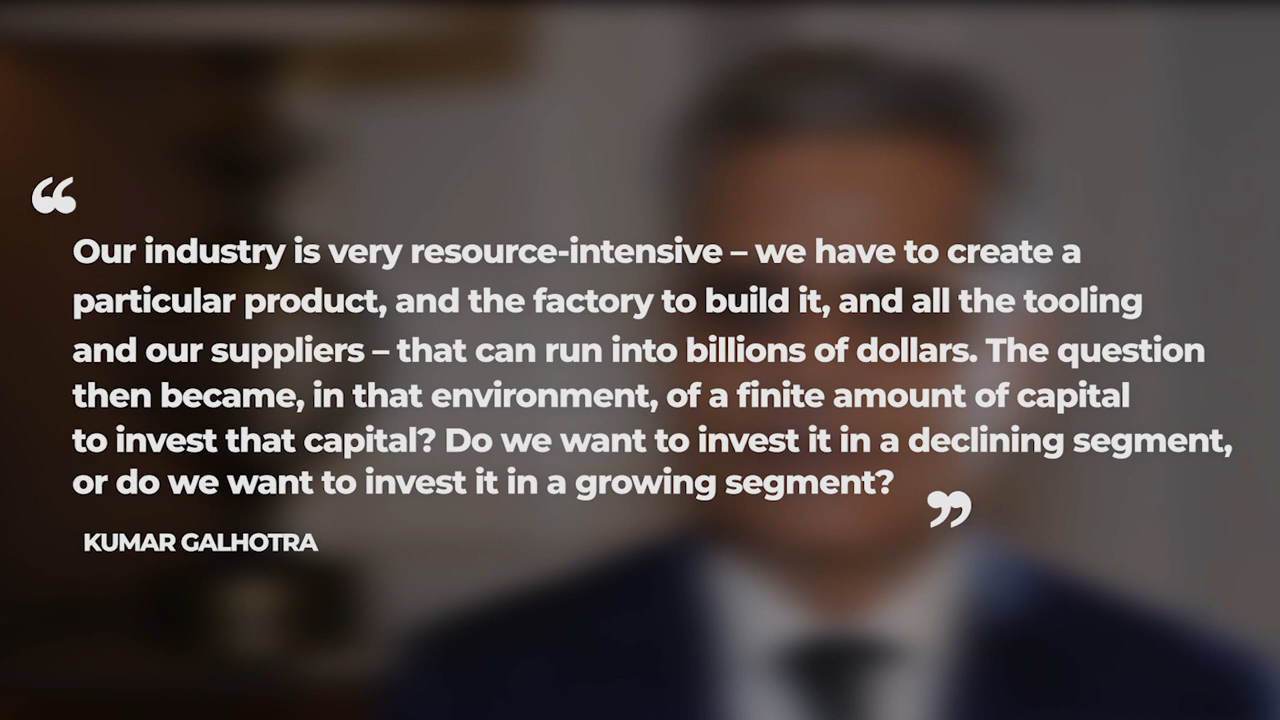 “
Our industry is very resource-intensive – we have to create a
particular product, and the factory to build it, and all the tooling
and our suppliers – that can run into billions of dollars. The question
then became, in that environment, of a finite amount of capital
to invest that capital? Do we want to invest it in a declining segment,
or do we want to invest it in a growing segment?
”
KUMAR GALHOTRA